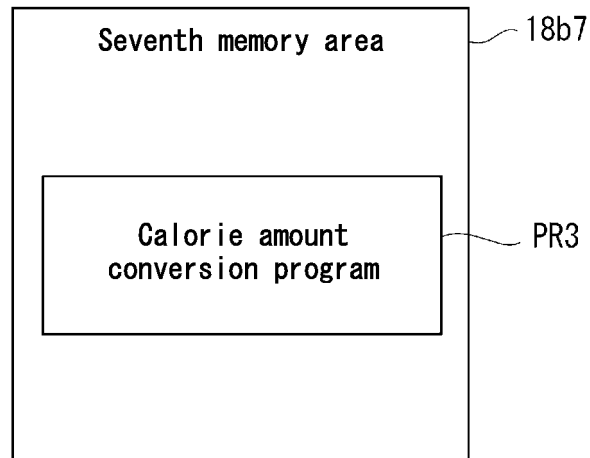 Seventh memory area
18b7
Calorie amount
conversion program
PR3